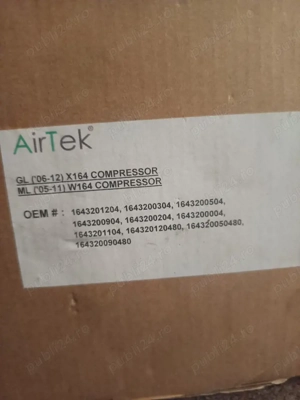 AirTek®
GL ('06-12) X164 COMPRESSOR
ML ('05-11) W164 COMPRESSOR
OEM # : 1643201204, 1643200304, 1643200504,
1643200904, 1643200204, 1643200004,
1643201104, 164320120480, 164320050480,
164320090480